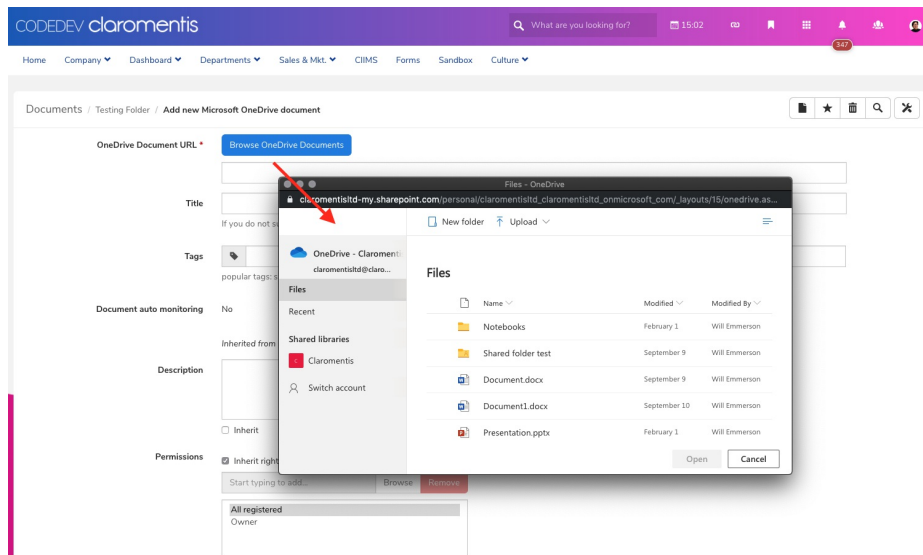 CODEDEV claromentis
What are you looking for?
15:02
347
Home Company Dashboard Departments Sales & Mkt. CIIMS Forms Sandbox Culture
Documents / Testing Folder / Add new Microsoft OneDrive document
OneDrive Document URL *
Browse OneDrive Documents
Title
If you do not
Tags
popular tags:
Document auto monitoring
No
Inherited from
Description
Inherit
Permissions
Inherit
Start typing to add...
Browse
Remove
All registered
Owner
Files - OneDrive
claromentisltd-my.sharepoint.com/personal/claromentisltd_claromentisltd_onmicrosoft_com/_layouts/15/onedrive.as...
New folder
Upload
OneDrive - Claromenti
claromentisltd@claro...
Files
Recent
Shared libraries
c
Claromentis
Switch account
Files
Name Modified Modified By
Notebooks February 1 Will Emmerson
Shared folder test September 9 Will Emmerson
Document.docx September 9 Will Emmerson
Document1.docx September 10 Will Emmerson
Presentation.pptx February 1 Will Emmerson
Open
Cancel